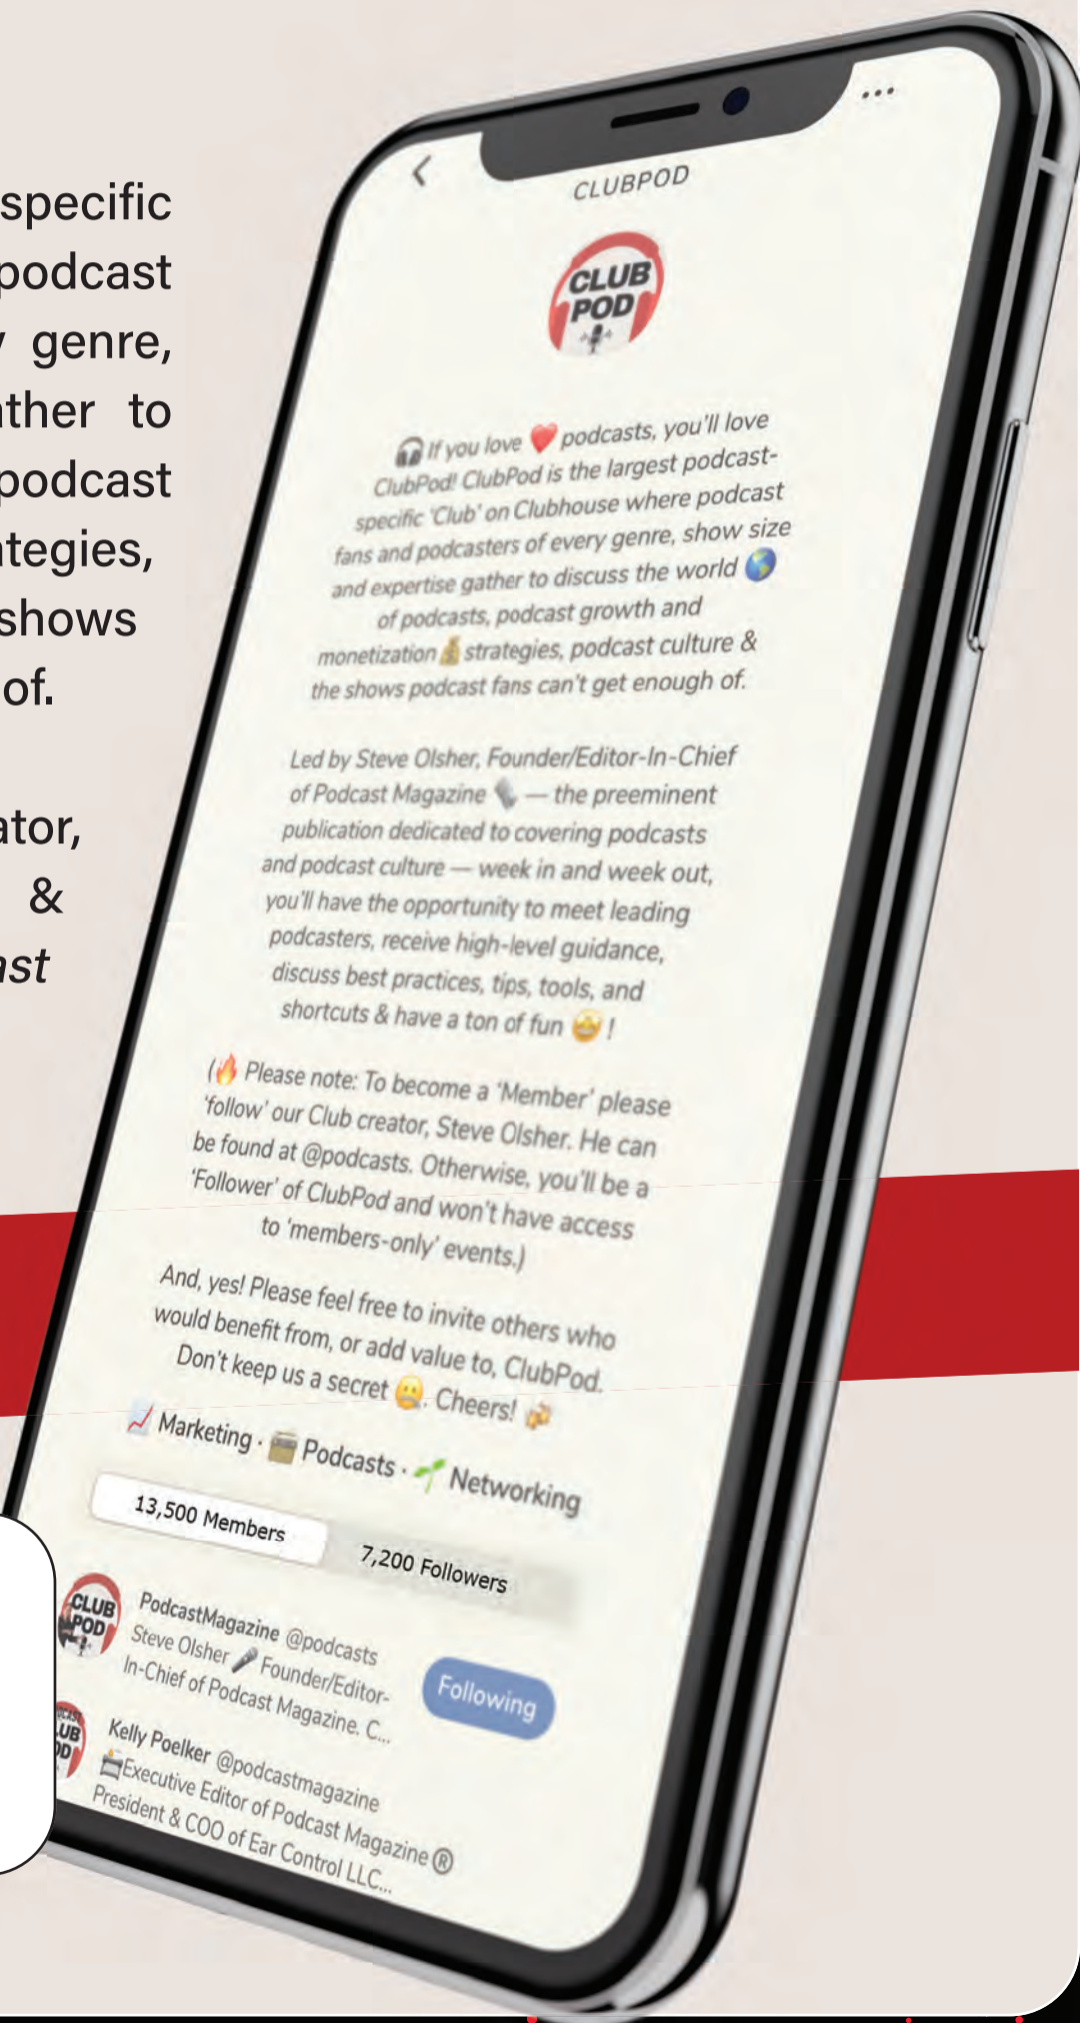 specific
podcast
genre,
to
podcast
shows
of.
&
CLUBPOD
CLUB
POD
🎧 If you love ❤️ podcasts, you'll love
ClubPod! ClubPod is the largest podcast-
specific 'Club' on Clubhouse where podcast
fans and podcasters of every genre, show size
and expertise gather to discuss the world 🌎
of podcasts, podcast growth and
monetization 💰 strategies, podcast culture &
the shows podcast fans can't get enough of.
Led by Steve Olsher, Founder/Editor-In-Chief
of Podcast Magazine 🗞️ — the preeminent
publication dedicated to covering podcasts
and podcast culture — week in and week out,
you'll have the opportunity to meet leading
podcasters, receive high-level guidance,
discuss best practices, tips, tools, and
shortcuts & have a ton of fun 🤩 !
(🔥 Please note: To become a 'Member' please
'follow' our Club creator, Steve Olsher. He can
be found at @podcasts. Otherwise, you'll be a
'Follower' of ClubPod and won't have access
to 'members-only' events.)
And, yes! Please feel free to invite others who
would benefit from, or add value to, ClubPod.
Don't keep us a secret 🤐. Cheers! 🍻
📈 Marketing · 🗃️ Podcasts · 🌱 Networking
13,500 Members
7,200 Followers
CLUB
POD
PodcastMagazine @podcasts
Steve Olsher 🎤 Founder/Editor-
In-Chief of Podcast Magazine. C...
Following
Kelly Poelker @podcastmagazine
Executive Editor of Podcast Magazine ®
President & COO of Ear Control LLC...